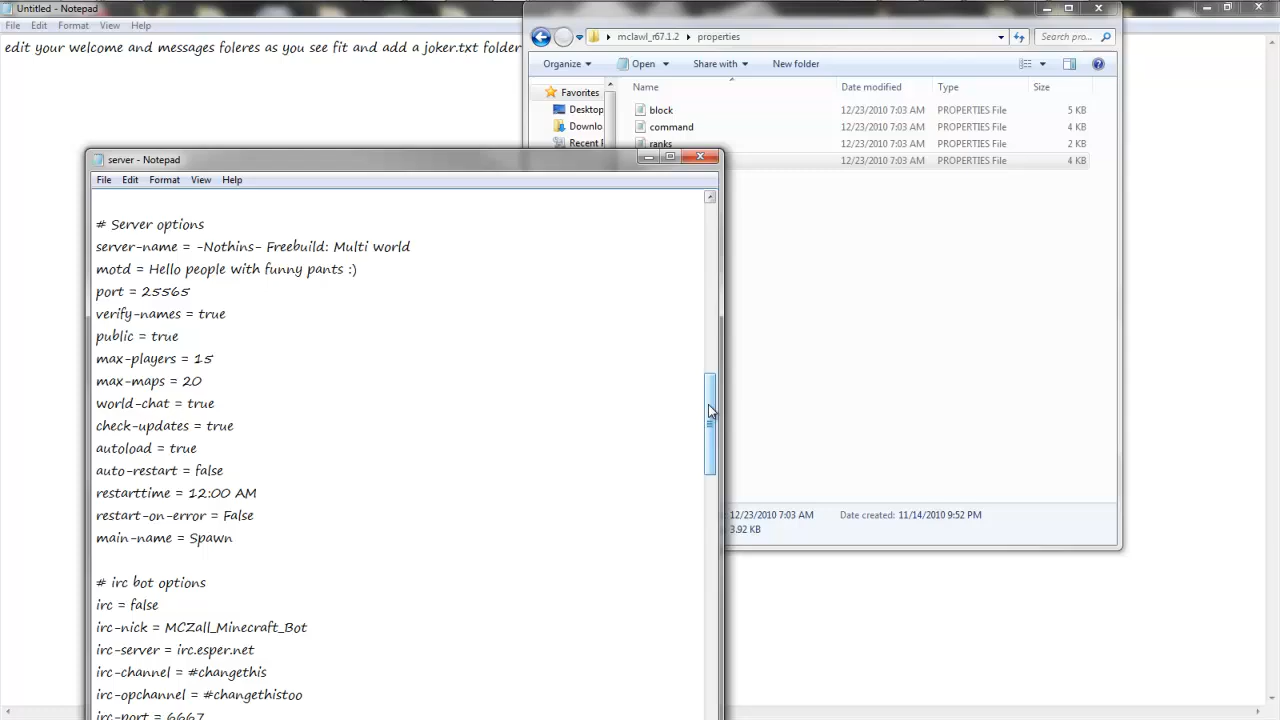 Untitled - Notepad
File Edit Format View Help
edit your welcome and messages foleres as you see fit and add a joker.txt folder
mclawl_r67.1.2 properties
Search pro...
Organize Open Share with New folder
Name Date modified Type Size
Favorites
Desktop
Downlo
Recent
block 12/23/2010 7:03 AM PROPERTIES File 5 KB
command 12/23/2010 7:03 AM PROPERTIES File 4 KB
ranks 12/23/2010 7:03 AM PROPERTIES File 2 KB
12/23/2010 7:03 AM PROPERTIES File 4 KB
12/23/2010 7:03 AM Date created: 11/14/2010 9:52 PM
3.92 KB
server - Notepad
File Edit Format View Help
# Server options
server-name = -Nothins- Freebuild: Multi world
motd = Hello people with funny pants :)
port = 25565
verify-names = true
public = true
max-players = 15
max-maps = 20
world-chat = true
check-updates = true
autoload = true
auto-restart = false
restarttime = 12:00 AM
restart-on-error = False
main-name = Spawn
# irc bot options
irc = false
irc-nick = MCZall_Minecraft_Bot
irc-server = irc.esper.net
irc-channel = #changethis
irc-opchannel = #changethistoo
irc-port = 6667